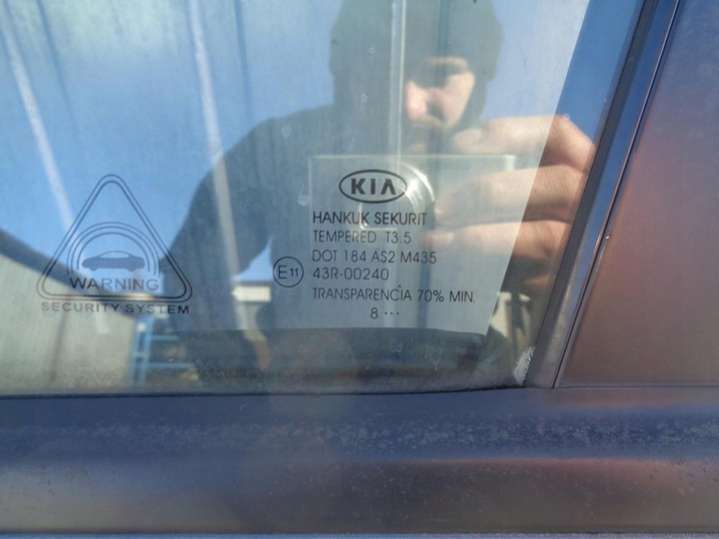 KIA
HANKUK SEKURIT
TEMPERED T3.5
DOT 184 AS2 M435
E11 43R-00240
TRANSPARENCIA 70% MIN.
8 ...
WARNING
SECURITY SYSTEM